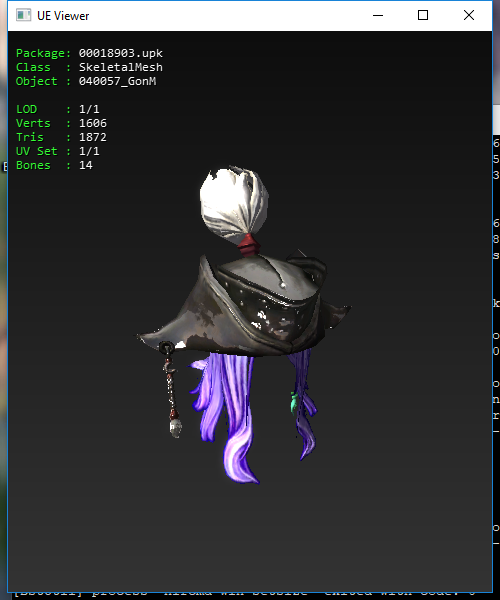 UE Viewer
Package: 00018903.upk
Class : SkeletalMesh
Object : 040057_GonM
LOD : 1/1
Verts : 1606
Tris : 1872
UV Set : 1/1
Bones : 14